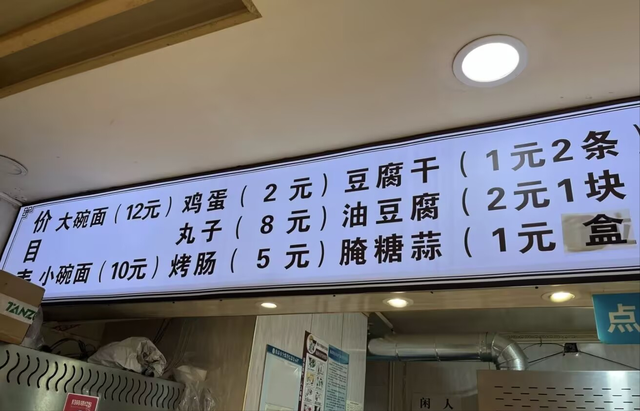 价目表
大碗面（12元） 鸡蛋（2元） 豆腐干（1元2条）
丸子（8元） 油豆腐（2元1块
小碗面（10元） 烤肠（5元） 腌糖蒜（1元 盒
TANZ
点
闲人